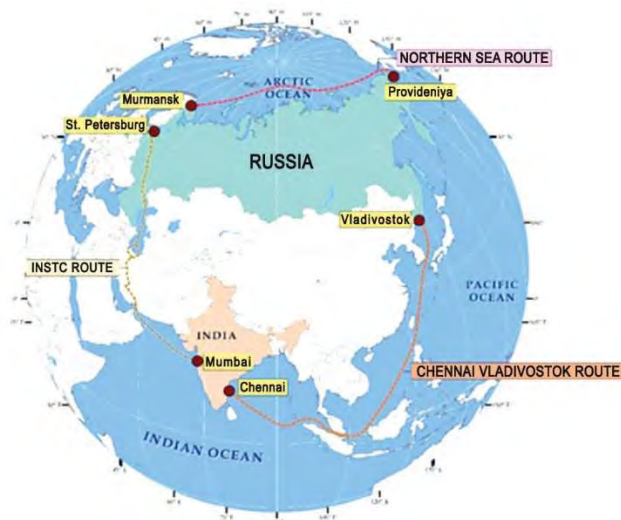 NORTHERN SEA ROUTE
ARCTIC
OCEAN
Provideniya
Murmansk
St. Petersburg
RUSSIA
Vladivostok
INSTC ROUTE
PACIFIC
OCEAN
INDIA
Mumbai
CHENNAI VLADIVOSTOK ROUTE
Chennai
INDIAN OCEAN